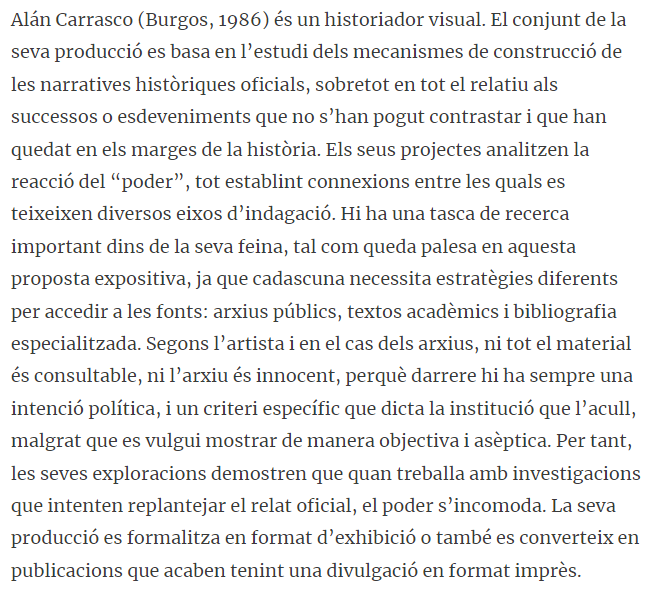 Alán Carrasco (Burgos, 1986) és un historiador visual. El conjunt de la
seva producció es basa en l’estudi dels mecanismes de construcció de
les narratives històriques oficials, sobretot en tot el relatiu als
successos o esdeveniments que no s’han pogut contrastar i que han
quedat en els marges de la història. Els seus projectes analitzen la
reacció del “poder”, tot establint connexions entre les quals es
teixeixen diversos eixos d’indagació. Hi ha una tasca de recerca
important dins de la seva feina, tal com queda palesa en aquesta
proposta expositiva, ja que cadascuna necessita estratègies diferents
per accedir a les fonts: arxius públics, textos acadèmics i bibliografia
especialitzada. Segons l’artista i en el cas dels arxius, ni tot el material
és consultable, ni l’arxiu és innocent, perquè darrere hi ha sempre una
intenció política, i un criteri específic que dicta la institució que l’acull,
malgrat que es vulgui mostrar de manera objectiva i asèptica. Per tant,
les seves exploracions demostren que quan treballa amb investigacions
que intenten replantejar el relat oficial, el poder s’incomoda. La seva
producció es formalitza en format d’exhibició o també es converteix en
publicacions que acaben tenint una divulgació en format imprès.